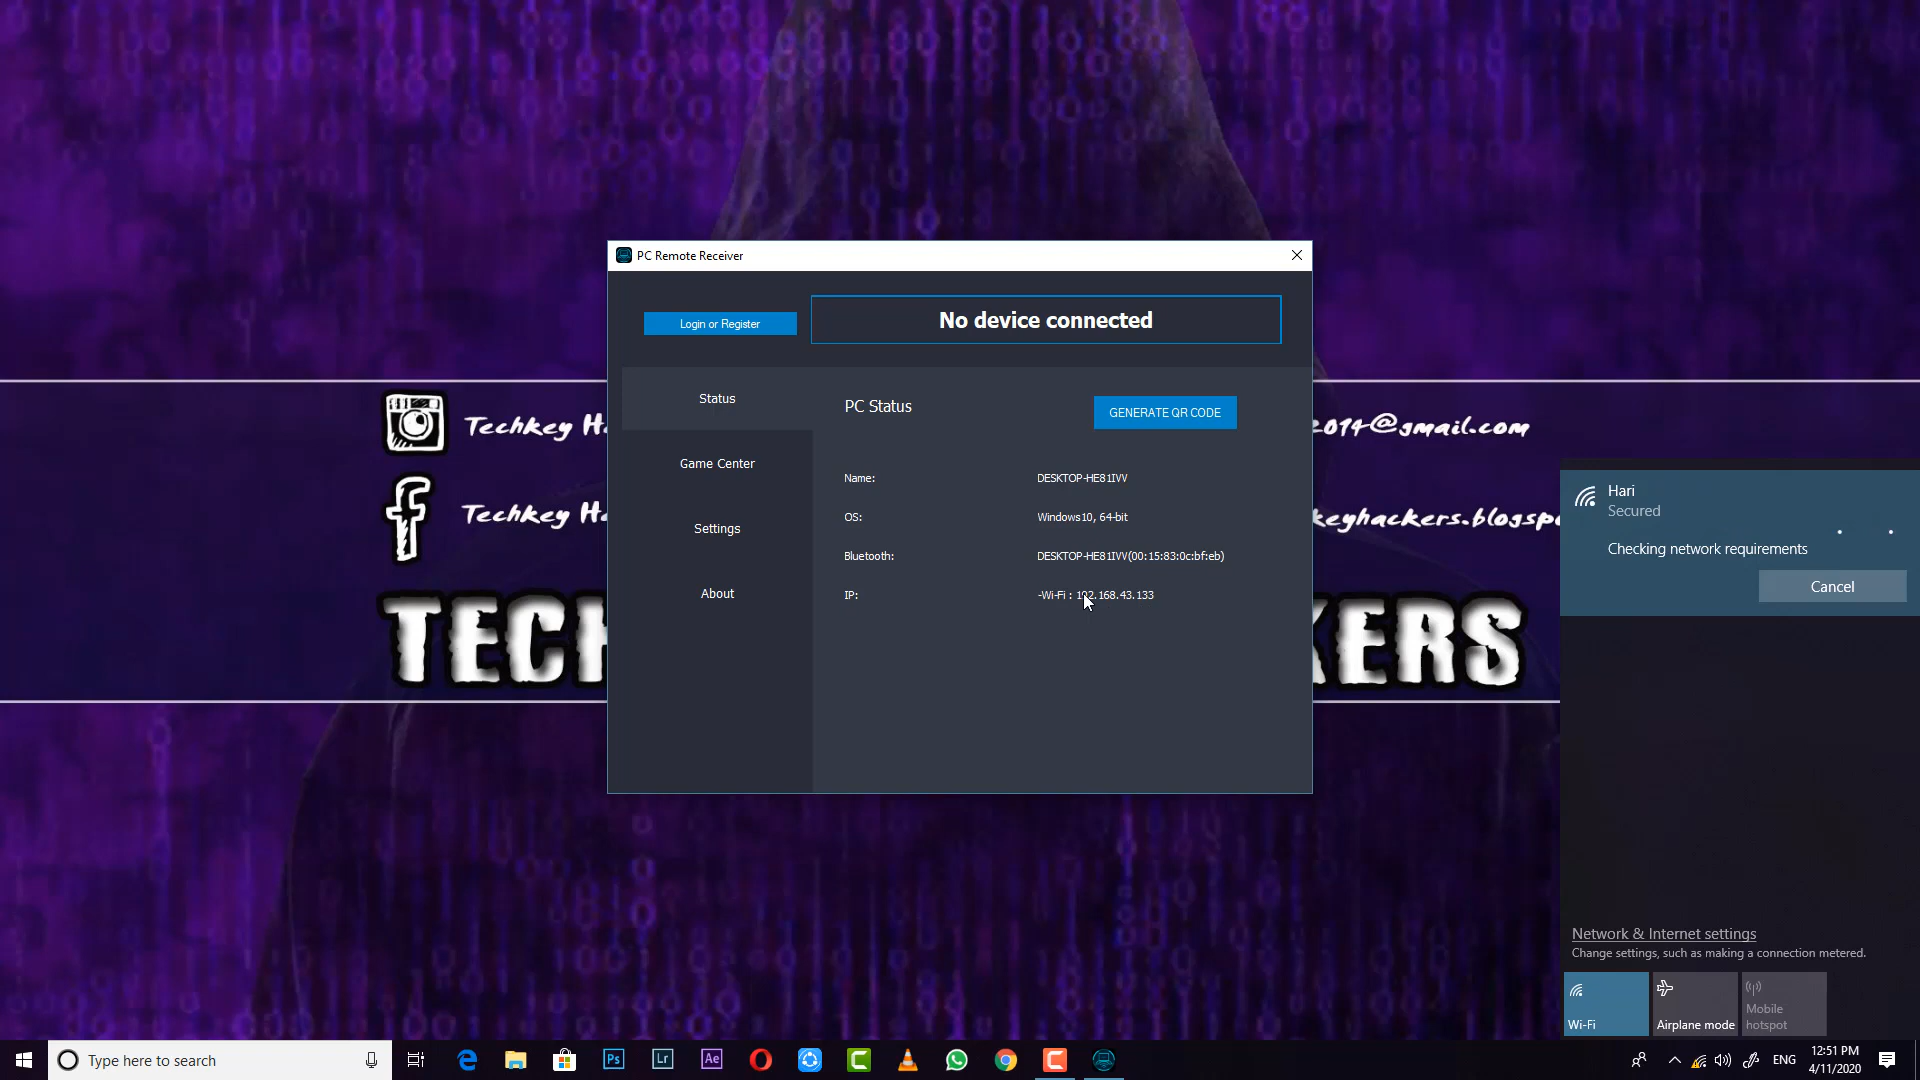 PC Remote Receiver
Login or Register
No device connected
Status
Game Center
Settings
About
PC Status
GENERATE QR CODE
Name: DESKTOP-HE81IVV
OS: Windows10, 64-bit
Bluetooth: DESKTOP-HE81IVV(00:15:83:0c:bf:eb)
IP: -Wi-Fi : 192.168.43.133
Techkey
2014@gmail.com
Techkey
Hari
Secured
Checking network requirements
Cancel
Network & Internet settings
Change settings, such as making a connection metered.
Wi-Fi
Airplane mode
Mobile hotspot
Type here to search
Ps
Lr
Ae
ENG
12:51 PM
4/11/2020